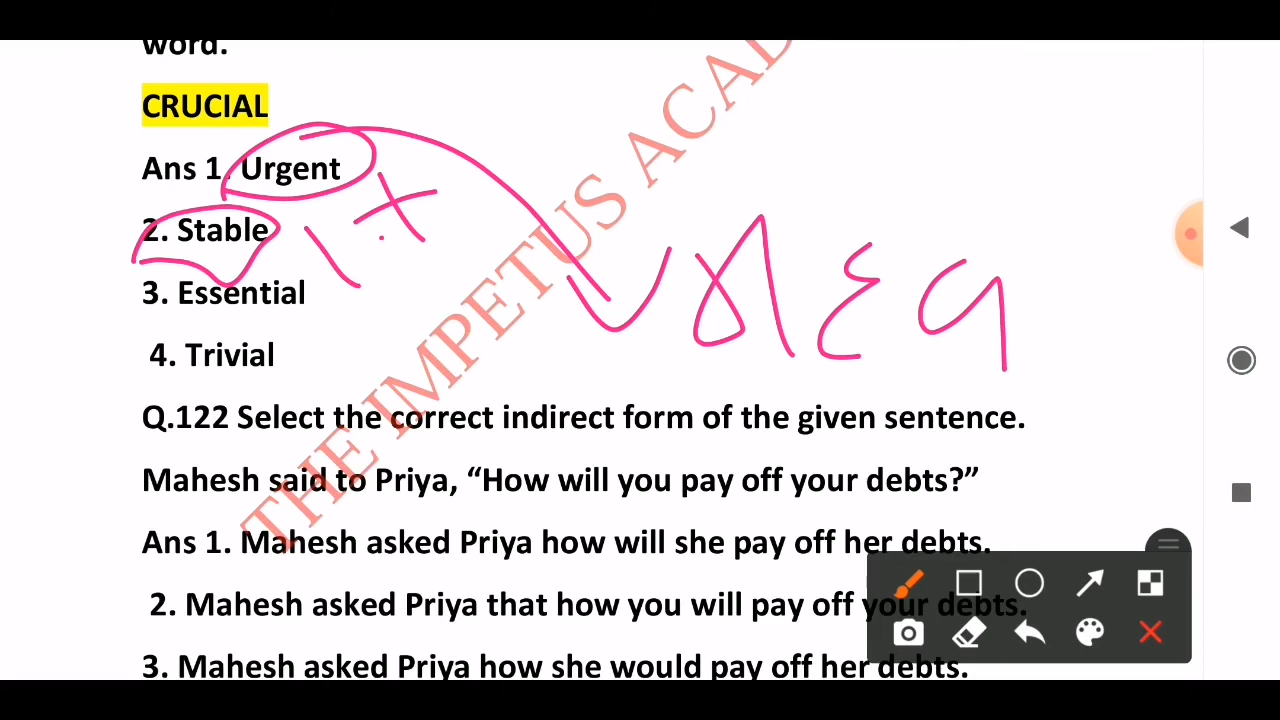 word.
CRUCIAL
Ans 1. Urgent
2. Stable
3. Essential
4. Trivial
Q.122 Select the correct indirect form of the given sentence.
Mahesh said to Priya, “How will you pay off your debts?”
Ans 1. Mahesh asked Priya how will she pay off her debts.
2. Mahesh asked Priya that how you will pay off your debts.
3. Mahesh asked Priya how she would pay off her debts.
THE IMPETUS ACAD